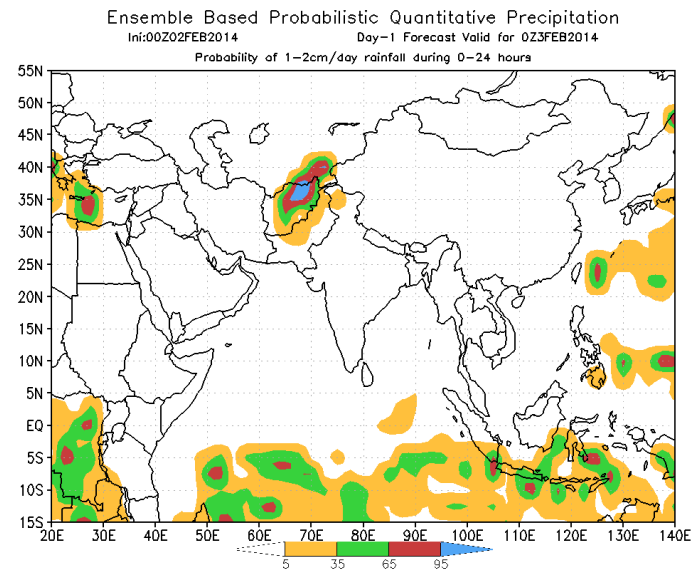 Ensemble Based Probabilistic Quantitative Precipitation
Ini:00Z02FEB2014 Day-1 Forecast Valid for 0Z3FEB2014
Probability of 1-2cm/day rainfall during 0-24 hours
55N
50N
45N
40N
35N
30N
25N
20N
15N
10N
5N
EQ
5S
10S
15S
20E 30E 40E 50E 60E 70E 80E 90E 100E 110E 120E 130E 140E
5 35 65 95